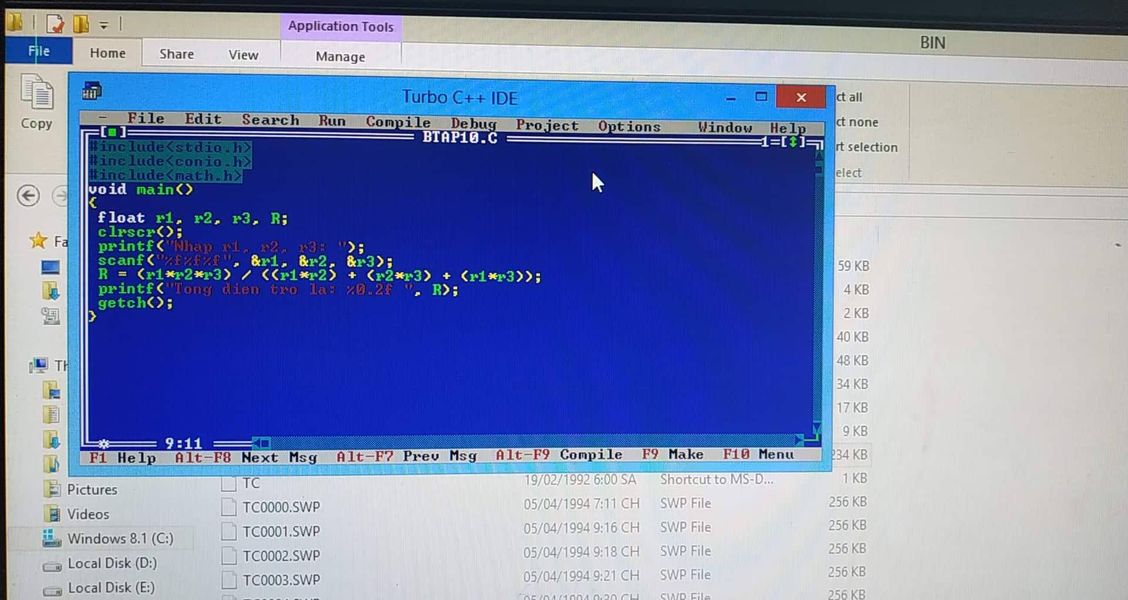 Application Tools
BIN
File Home Share View Manage
Copy
Turbo C++ IDE
ct all
ct none
rt selection
elect
File Edit Search Run Compile Debug Project Options Window Help
BTAP10.C 1
#include<stdio.h>
#include<conio.h>
#include<math.h>
void main()
{
float r1, r2, r3, R;
clrscr();
printf("Nhap r1, r2, r3: ");
scanf("%f%f%f", &r1, &r2, &r3);
R = (r1*r2*r3) / ((r1*r2) + (r2*r3) + (r1*r3));
printf("Tong dien tro la: %0.2f ", R);
getch();
}
9:11
F1 Help Alt-F8 Next Msg Alt-F7 Prev Msg Alt-F9 Compile F9 Make F10 Menu
Fa
Th
59 KB
4 KB
2 KB
40 KB
48 KB
34 KB
17 KB
9 KB
234 KB
TC 19/02/1992 6:00 SA Shortcut to MS-D... 1 KB
Pictures
TC0000.SWP 05/04/1994 7:11 CH SWP File 256 KB
Videos
TC0001.SWP 05/04/1994 9:16 CH SWP File 256 KB
Windows 8.1 (C:)
TC0002.SWP 05/04/1994 9:18 CH SWP File 256 KB
Local Disk (D:)
TC0003.SWP 05/04/1994 9:21 CH SWP File 256 KB
Local Disk (E:)
SWP File 256 KB